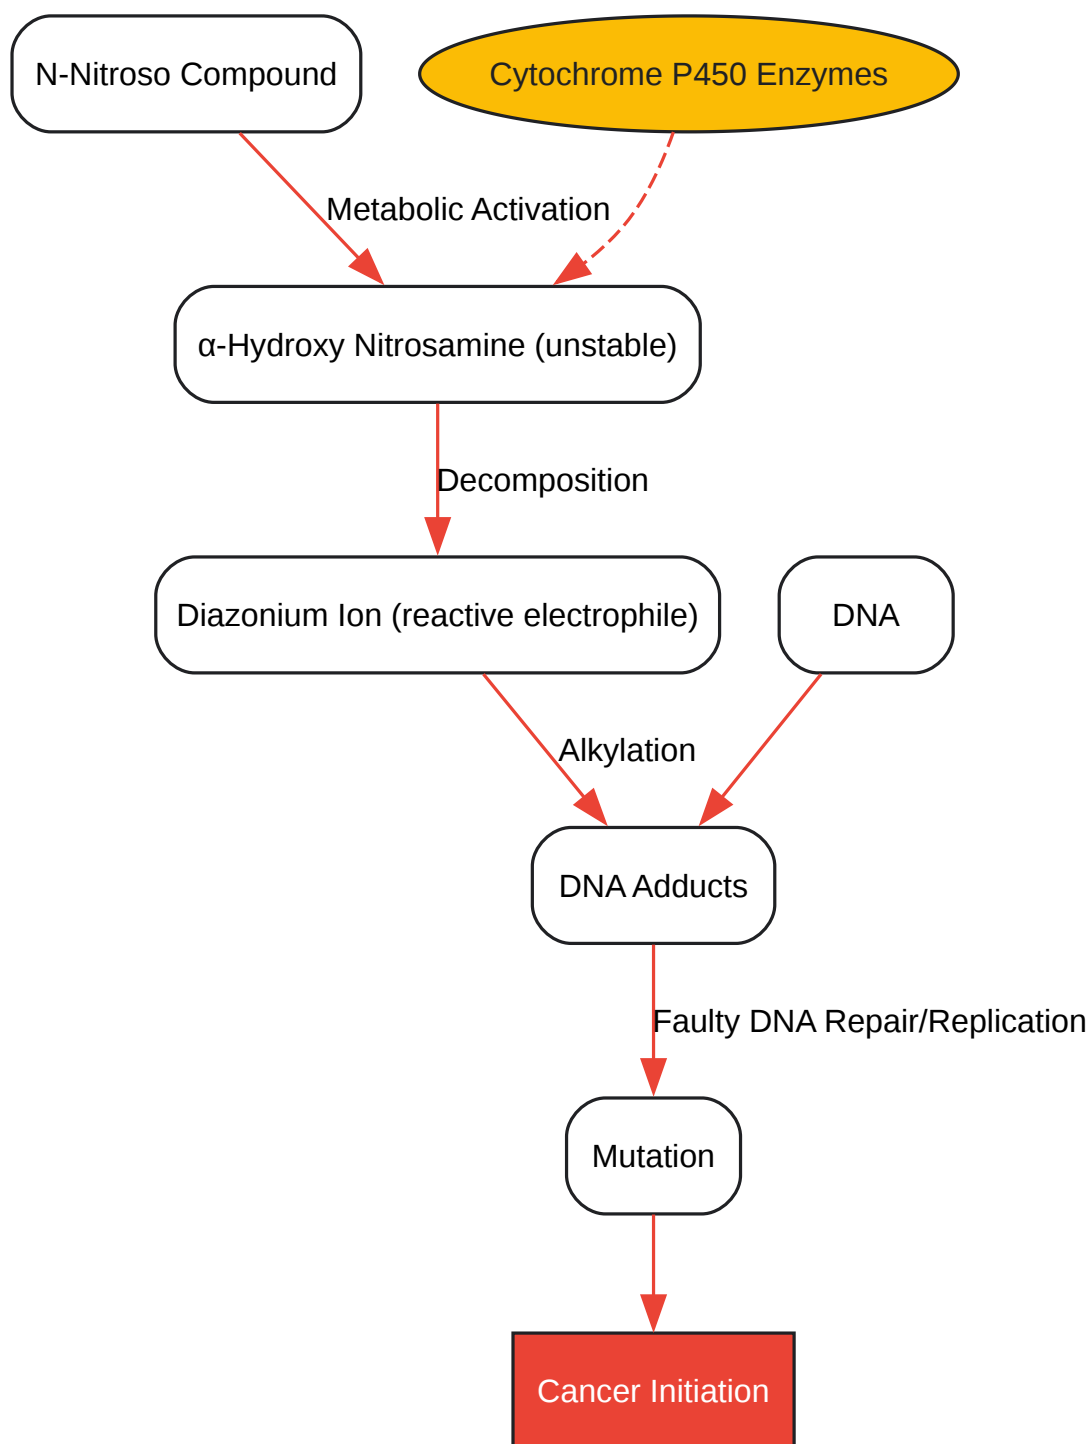 N-Nitroso Compound
Cytochrome P450 Enzymes
Metabolic Activation
α-Hydroxy Nitrosamine (unstable)
Decomposition
Diazonium Ion (reactive electrophile)
DNA
Alkylation
DNA Adducts
Faulty DNA Repair/Replication
Mutation
Cancer Initiation